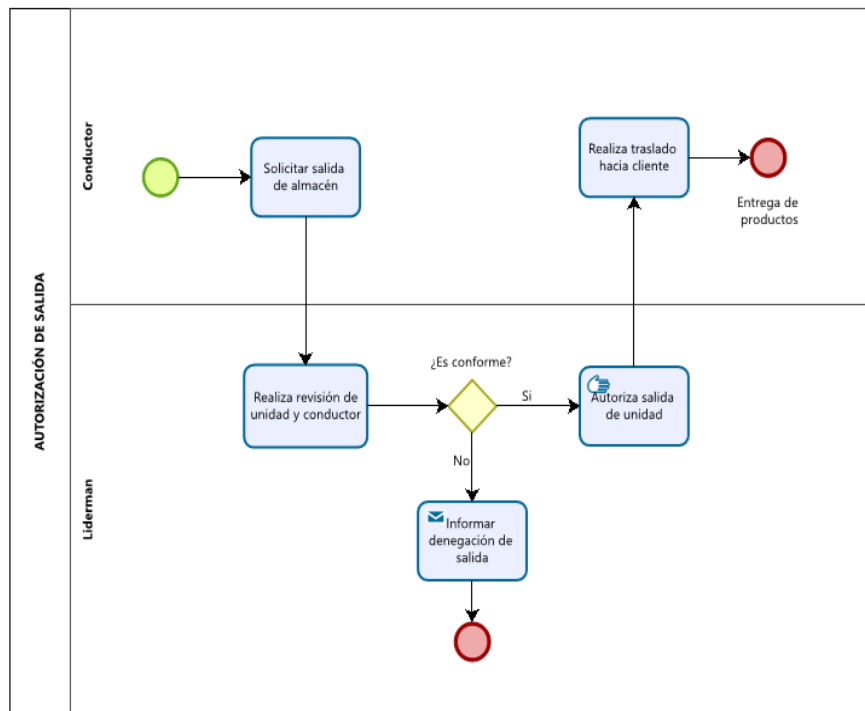 AUTORIZACIÓN DE SALIDA
Conductor
Solicitar salida
de almacén
Realiza traslado
hacia cliente
Entrega de
productos
Liderman
Realiza revisión de
unidad y conductor
¿Es conforme?
Si
No
Autoriza salida
de unidad
Informar
denegación de
salida